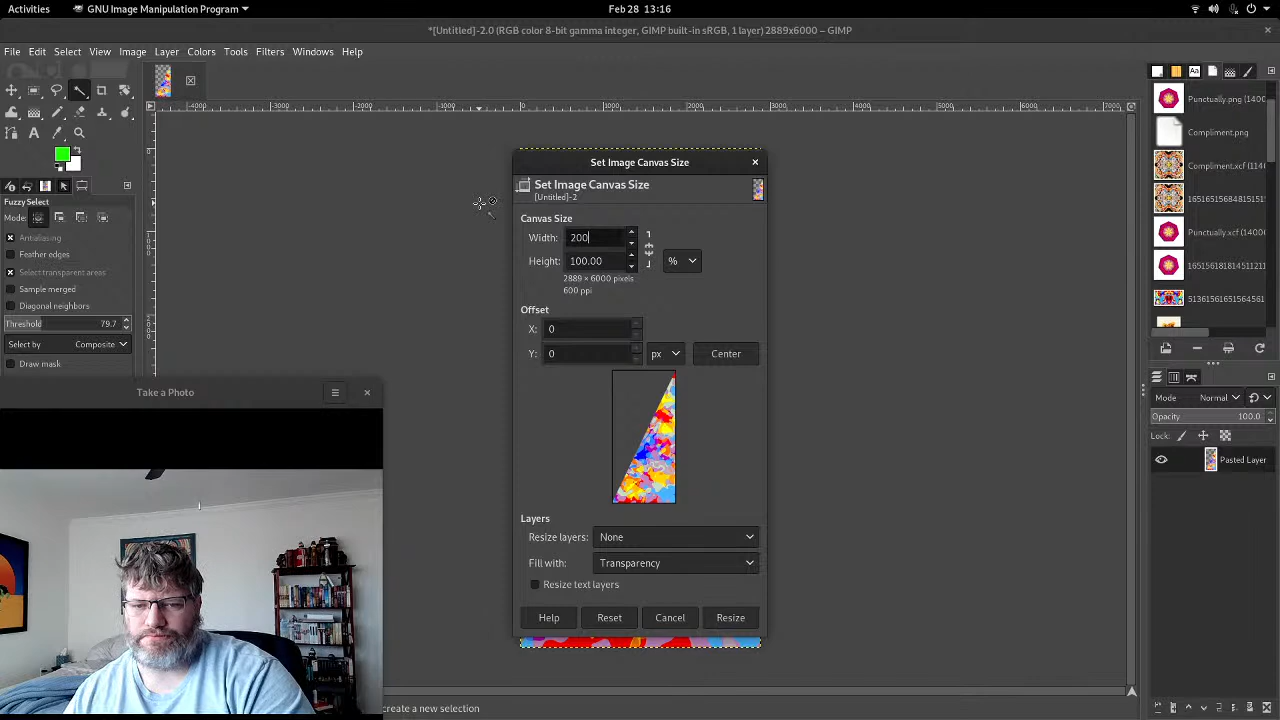 Activities
GNU Image Manipulation Program
Feb 28 13:16
*[Untitled]-2.0 (RGB color 8-bit gamma integer, GIMP built-in sRGB, 1 layer) 2889x6000 – GIMP
File Edit Select View Image Layer Colors Tools Filters Windows Help
Fuzzy Select
Mode:
Antialiasing
Feather edges
Select transparent areas
Sample merged
Diagonal neighbors
Threshold 79.7
Select by Composite
Draw mask
Take a Photo
Set Image Canvas Size
Set Image Canvas Size
[Untitled]-2
Canvas Size
Width: 200
Height: 100.00 %
2889 × 6000 pixels
600 ppi
Offset
X: 0
Y: 0 px Center
Layers
Resize layers: None
Fill with: Transparency
Resize text layers
Help Reset Cancel Resize
create a new selection
Punctually.png (1400
Compliment.png
Compliment.xcf (1400
Punctually.xcf (1400
Mode Normal
Opacity 100.0
Lock:
Pasted Layer